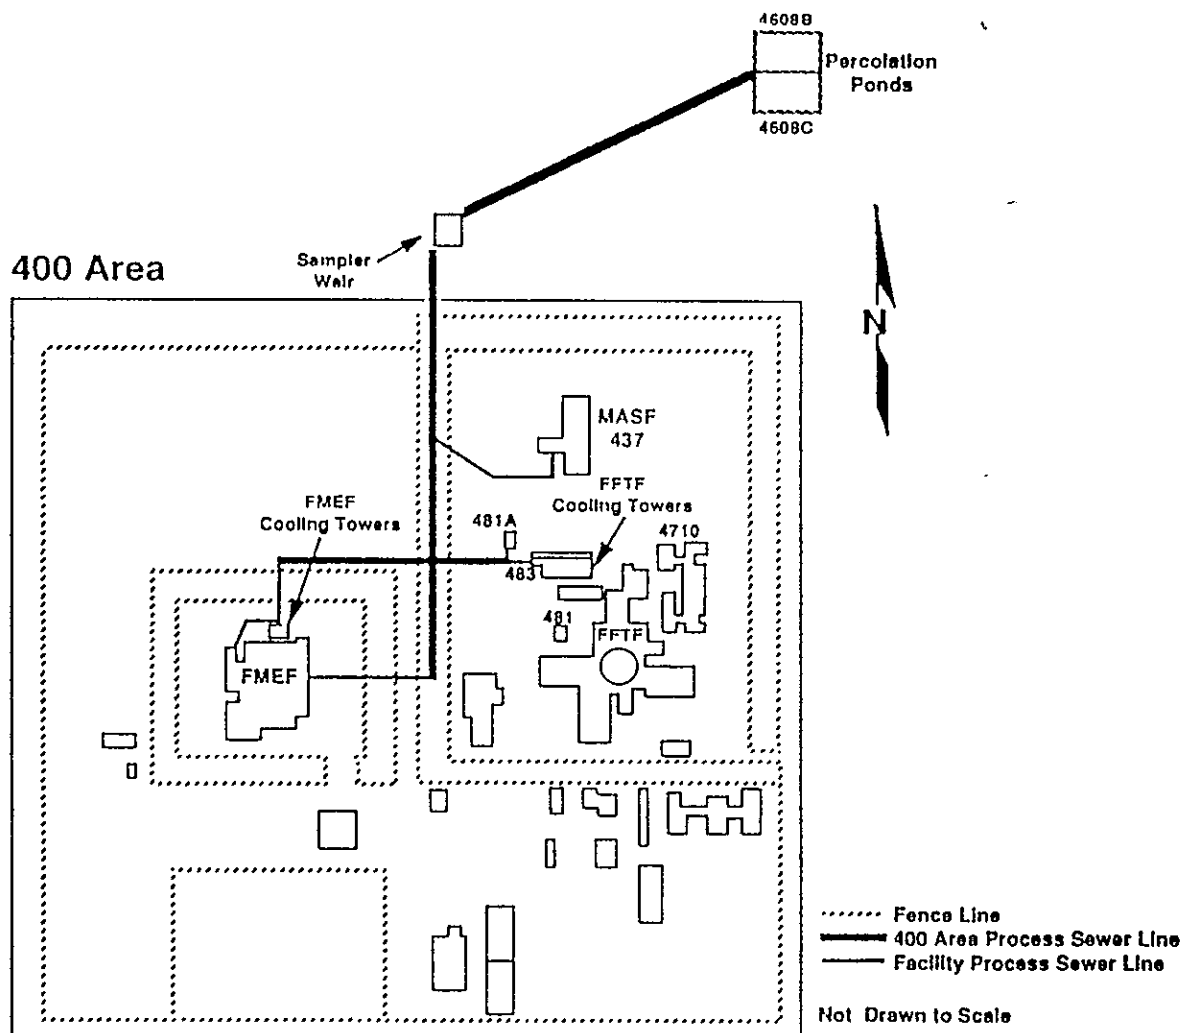 4608B
Percolation
Ponds
4608C
Sampler
Weir
400 Area
N
MASF
437
FFTF
Cooling Towers
FMEF
Cooling Towers
481A
4710
483
481
FFTF
FMEF
Fence Line
400 Area Process Sewer Line
Facility Process Sewer Line
Not Drawn to Scale